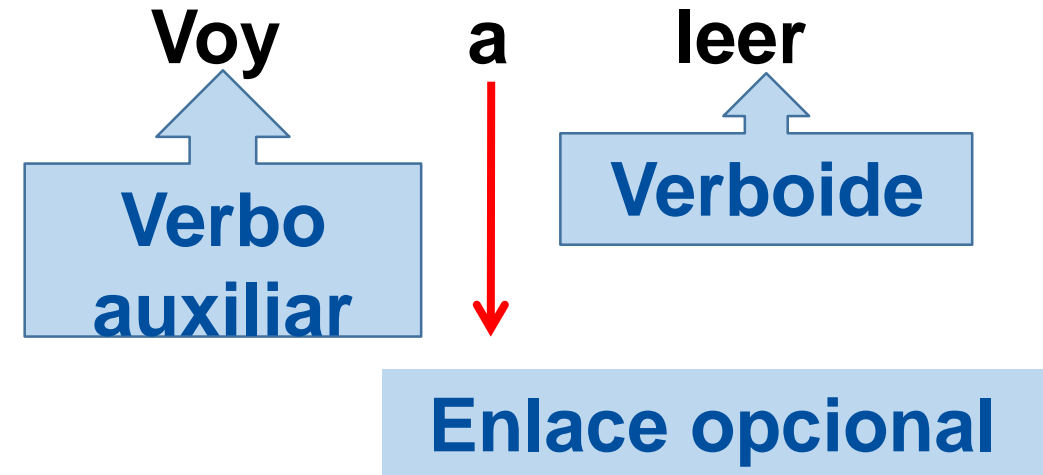 Voy a leer
Verbo
auxiliar
Verboide
Enlace opcional